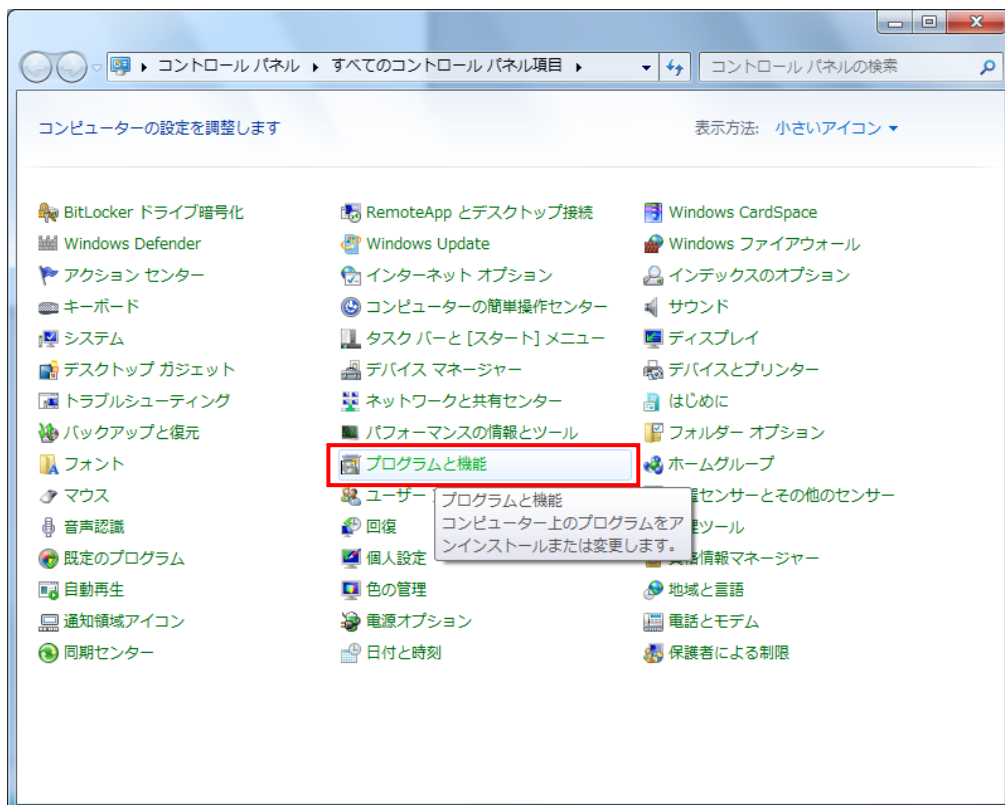 コントロール パネル ▸ すべてのコントロール パネル項目 ▸
コントロール パネルの検索
コンピューターの設定を調整します
表示方法: 小さいアイコン
BitLocker ドライブ暗号化
RemoteApp とデスクトップ接続
Windows CardSpace
Windows Defender
Windows Update
Windows ファイアウォール
アクション センター
インターネット オプション
インデックスのオプション
キーボード
コンピューターの簡単操作センター
サウンド
システム
タスク バーと [スタート] メニュー
ディスプレイ
デスクトップ ガジェット
デバイス マネージャー
デバイスとプリンター
トラブルシューティング
ネットワークと共有センター
はじめに
バックアップと復元
パフォーマンスの情報とツール
フォルダー オプション
フォント
プログラムと機能
ホームグループ
マウス
ユーザー
センサーとその他のセンサー
プログラムと機能
コンピューター上のプログラムをア
ンインストールまたは変更します。
音声認識
回復
ツール
既定のプログラム
個人設定
情報マネージャー
自動再生
色の管理
地域と言語
通知領域アイコン
電源オプション
電話とモデム
同期センター
日付と時刻
保護者による制限